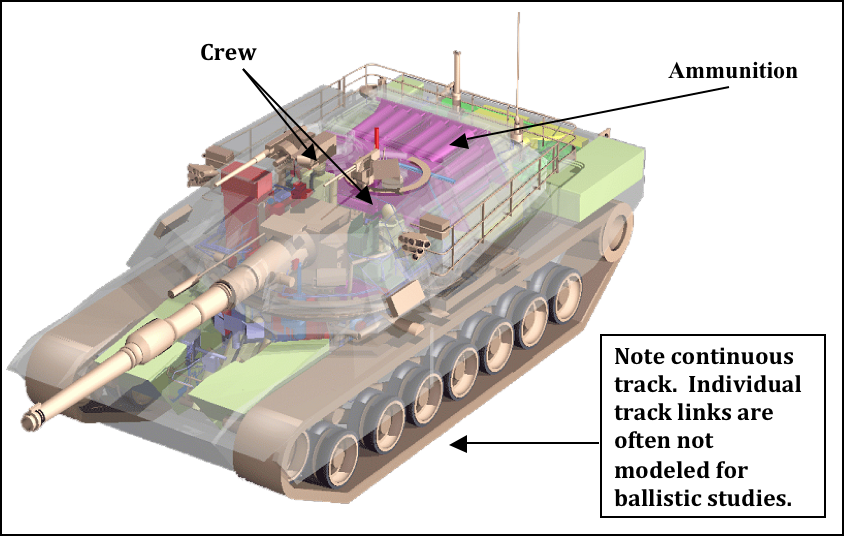 Crew
Ammunition
Note continuous
track.  Individual
track links are
often not
modeled for
ballistic studies.